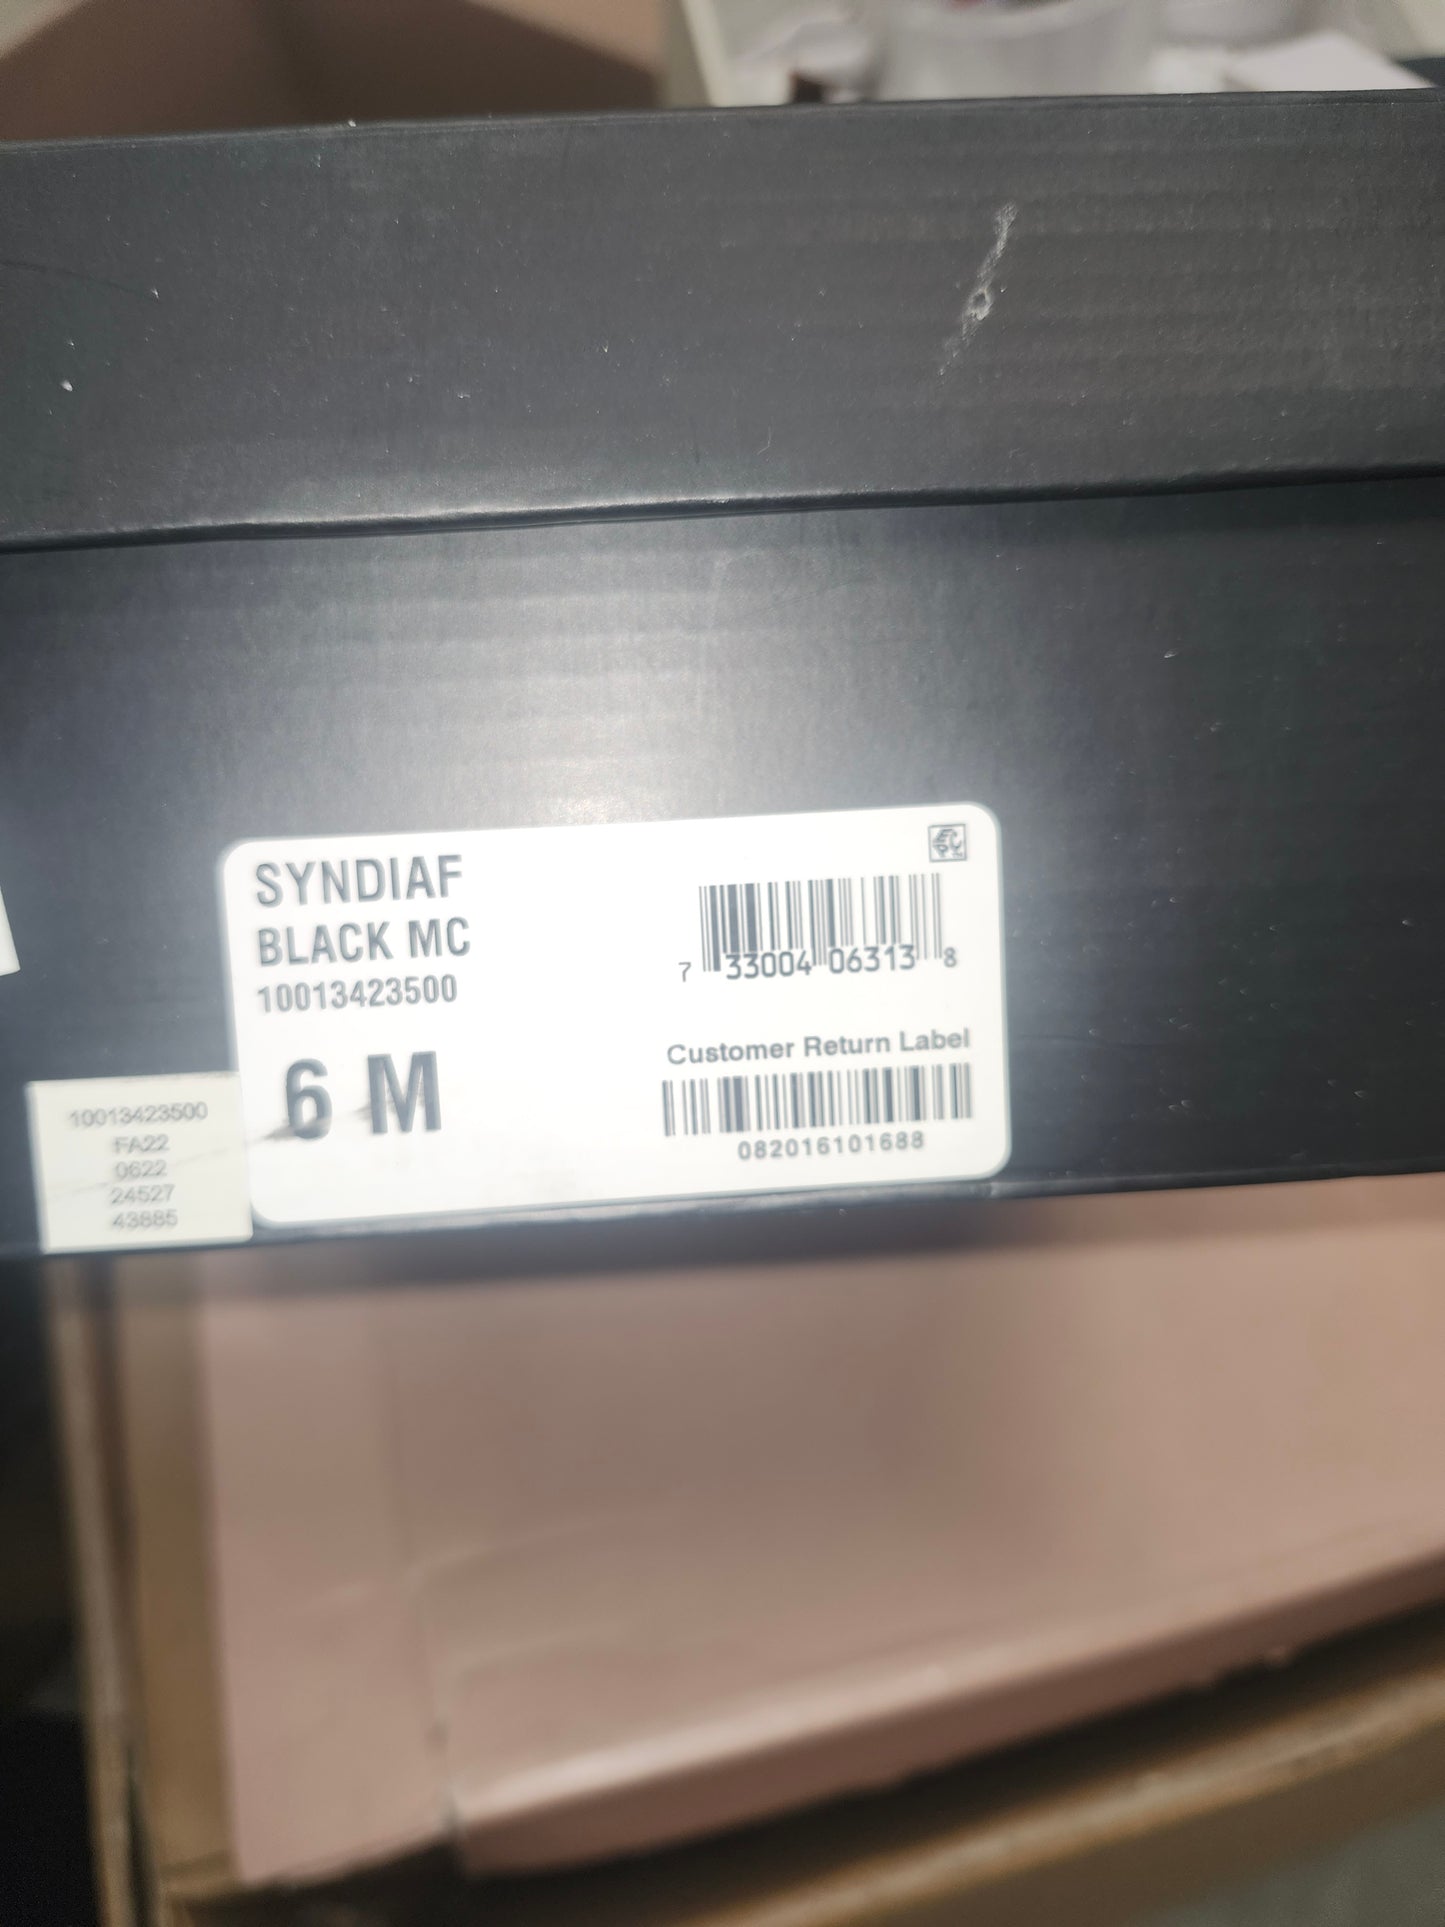 SYNDIAF
BLACK MC
10013423500
6 M
7 33004 06313 8
Customer Return Label
082016101688
10013423500
FA22
0622
24527
43885